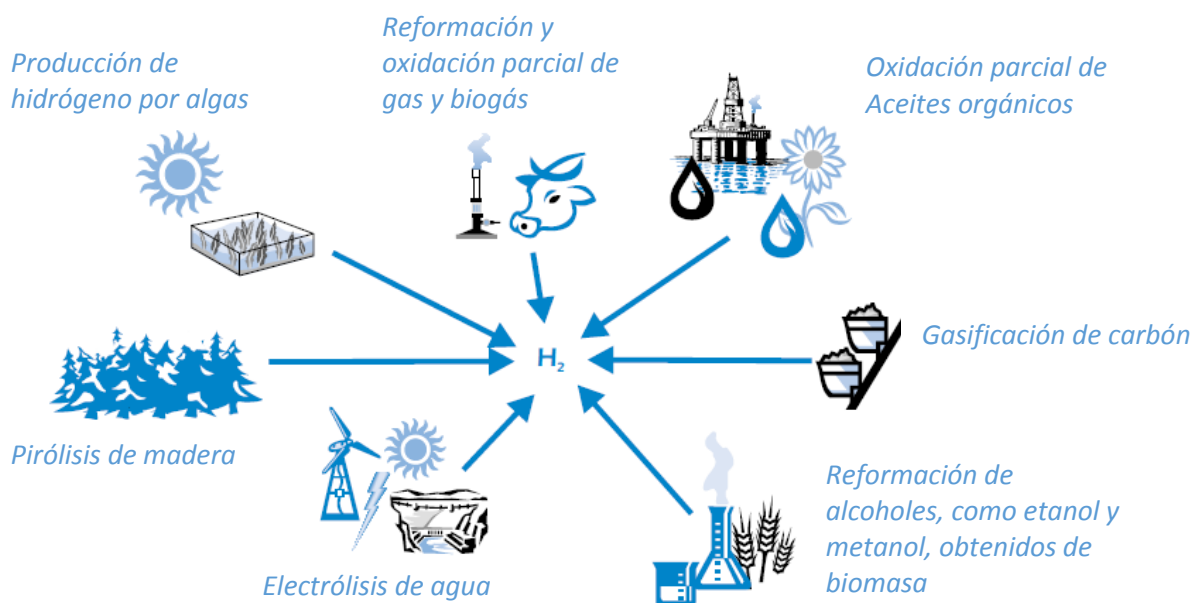 Producción de
hidrógeno por algas
Reformación y
oxidación parcial de
gas y biogás
Oxidación parcial de
Aceites orgánicos
H₂
Gasificación de carbón
Pirólisis de madera
Electrólisis de agua
Reformación de
alcoholes, como etanol y
metanol, obtenidos de
biomasa